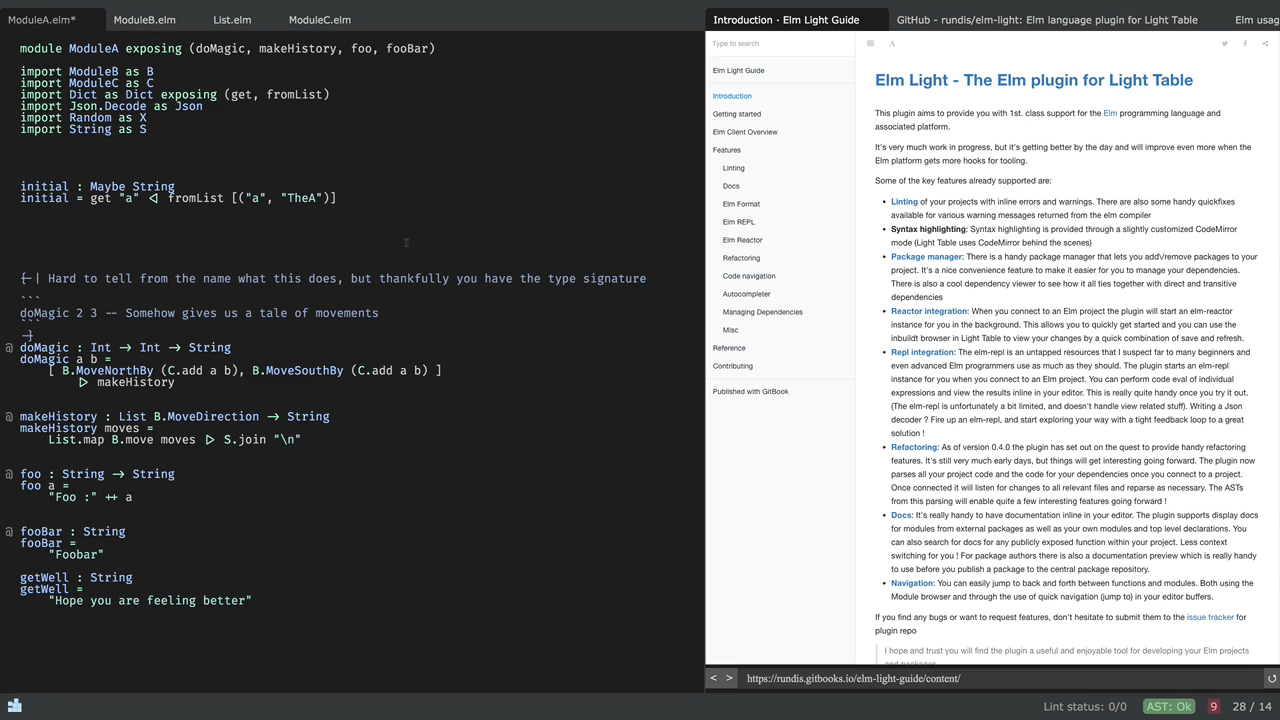 ModuleA.elm* ModuleB.elm List.elm ModuleC.elm
module ModuleA exposing (doMagic, makeHistory, foo, fooBar)
import ModuleB as B
import ModuleC as C
import Dict as Dict exposing (get, fromList)
import Json.Decode as Json
import Random as X
import String as S
initial : Maybe String
initial = get "a" <| fromList [("a", "TheA")]
{-| Hard to tell from the name what this does, but thankfully you have the type signature
```
doMagic 2 3 -- Somehow returns a tale of movements
-}
@ doMagic : Int -> Int -> String
doMagic a b =
[ B.MoveNorthBy (C.add a b), B.MoveSouthBy (C.add a b) ]
|> makeHistory
@ makeHistory : List B.MoveDirection -> String
makeHistory moves =
List.map B.move moves |> S.join "\n"
@ foo : String -> String
foo a =
"Foo :" ++ a
@ fooBar : String
fooBar =
"Foobar"
getWell : String
getWell =
"Hope you are feeling better"
Introduction · Elm Light Guide GitHub - rundis/elm-light: Elm language plugin for Light Table Elm usag
Type to search
Elm Light Guide
Introduction
Getting started
Elm Client Overview
Features
Linting
Docs
Elm Format
Elm REPL
Elm Reactor
Refactoring
Code navigation
Autocompleter
Managing Dependencies
Misc
Reference
Contributing
Published with GitBook
A
Elm Light - The Elm plugin for Light Table
This plugin aims to provide you with 1st. class support for the Elm programming language and
associated platform.
It's very much work in progress, but it's getting better by the day and will improve even more when the
Elm platform gets more hooks for tooling.
Some of the key features already supported are:
• Linting of your projects with inline errors and warnings. There are also some handy quickfixes
available for various warning messages returned from the elm compiler
• Syntax highlighting: Syntax highlighting is provided through a slightly customized CodeMirror
mode (Light Table uses CodeMirror behind the scenes)
• Package manager: There is a handy package manager that lets you add\/remove packages to your
project. It's a nice convenience feature to make it easier for you to manage your dependencies.
There is also a cool dependency viewer to see how it all ties together with direct and transitive
dependencies
• Reactor integration: When you connect to an Elm project the plugin will start an elm-reactor
instance for you in the background. This allows you to quickly get started and you can use the
inbuildt browser in Light Table to view your changes by a quick combination of save and refresh.
• Repl integration: The elm-repl is an untapped resources that I suspect far to many beginners and
even advanced Elm programmers use as much as they should. The plugin starts an elm-repl
instance for you when you connect to an Elm project. You can perform code eval of individual
expressions and view the results inline in your editor. This is really quite handy once you try it out.
(The elm-repl is unfortunately a bit limited, and doesn't handle view related stuff). Writing a Json
decoder ? Fire up an elm-repl, and start exploring your way with a tight feedback loop to a great
solution !
• Refactoring: As of version 0.4.0 the plugin has set out on the quest to provide handy refactoring
features. It's still very much early days, but things will get interesting going forward. The plugin now
parses all your project code and the code for your dependencies once you connect to a project.
Once connected it will listen for changes to all relevant files and reparse as necessary. The ASTs
from this parsing will enable quite a few interesting features going forward !
• Docs: It's really handy to have documentation inline in your editor. The plugin supports display docs
for modules from external packages as well as your own modules and top level declarations. You
can also search for docs for any publicly exposed function within your project. Less context
switching for you ! For package authors there is also a documentation preview which is really handy
to use before you publish a package to the central package repository.
• Navigation: You can easily jump to back and forth between functions and modules. Both using the
Module browser and through the use of quick navigation (jump to) in your editor buffers.
If you find any bugs or want to request features, don't hesitate to submit them to the issue tracker for
plugin repo
I hope and trust you will find the plugin a useful and enjoyable tool for developing your Elm projects
and packages
< > https://rundis.gitbooks.io/elm-light-guide/content/
Lint status: 0/0 AST: Ok 9 28 / 14